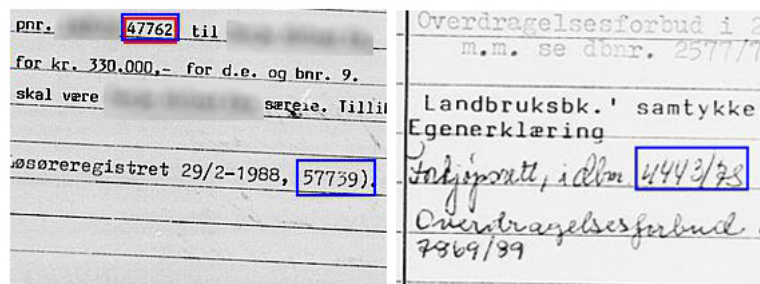 pnr. 47762 til
for kr. 330.000,- for d.e. og bnr. 9.
skal være særeie. Tilli
øsøreregistret 29/2-1988, 57739).
Overdragelsesforbud i 2
m.m. se dbnr. 2577/7
Landbruksbk.' samtykke
Egenerklæring
Forkjøpsrett, i dbnr 4443/78
Overdragelsesforbud
7869/89